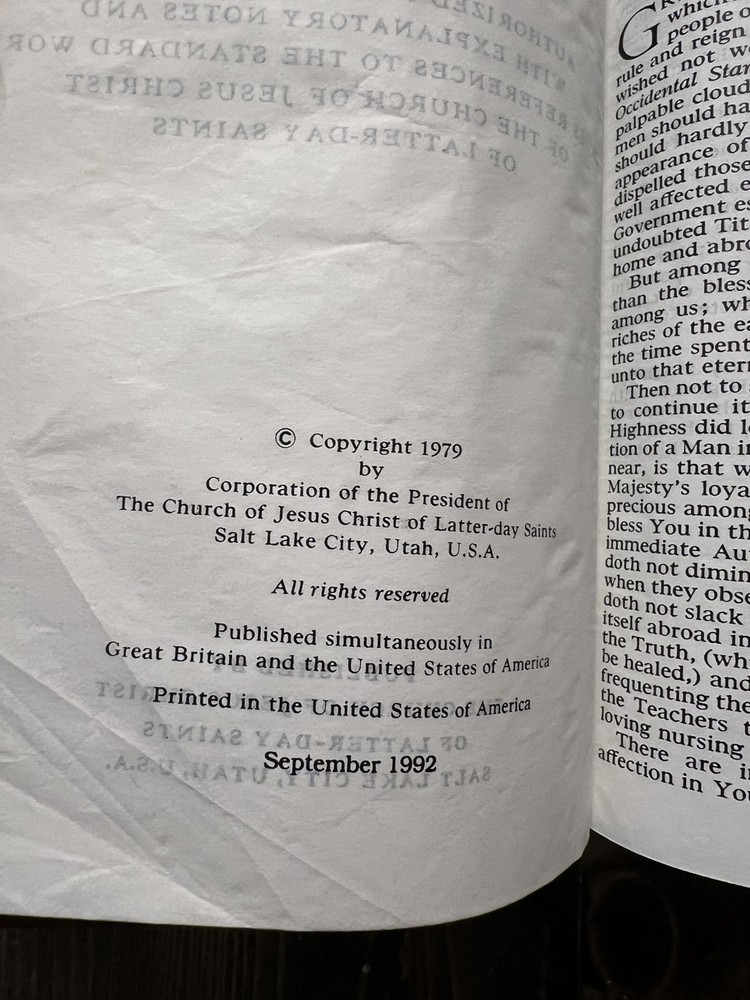 © Copyright 1979
by
Corporation of the President of
The Church of Jesus Christ of Latter-day Saints
Salt Lake City, Utah, U.S.A.
All rights reserved
Published simultaneously in
Great Britain and the United States of America
Printed in the United States of America
September 1992
which
people o
rule and reign
wished not w
Occidental Star
palpable cloud
men should ha
should hardly
appearance of
dispelled those
well affected e
Government es
undoubted Tit
home and abro
But among
than the bless
among us; wh
riches of the ea
the time spent
unto that eter
Then not to
to continue it
Highness did l
tion of a Man in
near, is that w
Majesty's loya
precious among
bless You in th
immediate Au
doth not dimin
when they obse
doth not slack
itself abroad in
the Truth, (wh
be healed,) and
frequenting the
the Teachers t
loving nursing
There are i
affection in Yo